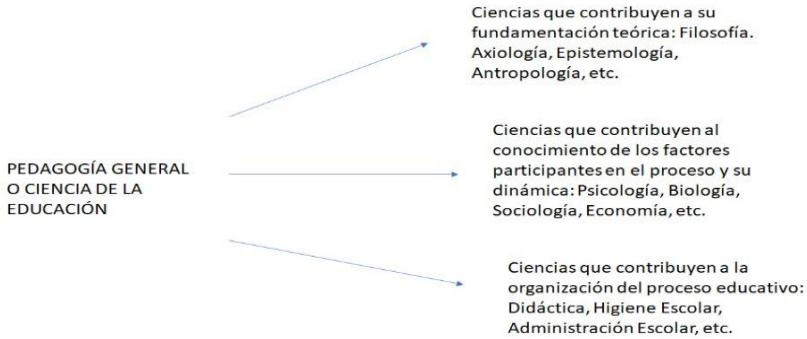 Ciencias que contribuyen a su
fundamentación teórica: Filosofía.
Axiología, Epistemología,
Antropología, etc.
Ciencias que contribuyen al
conocimiento de los factores
participantes en el proceso y su
dinámica: Psicología, Biología,
Sociología, Economía, etc.
PEDAGOGÍA GENERAL
O CIENCIA DE LA
EDUCACIÓN
Ciencias que contribuyen a la
organización del proceso educativo:
Didáctica, Higiene Escolar,
Administración Escolar, etc.